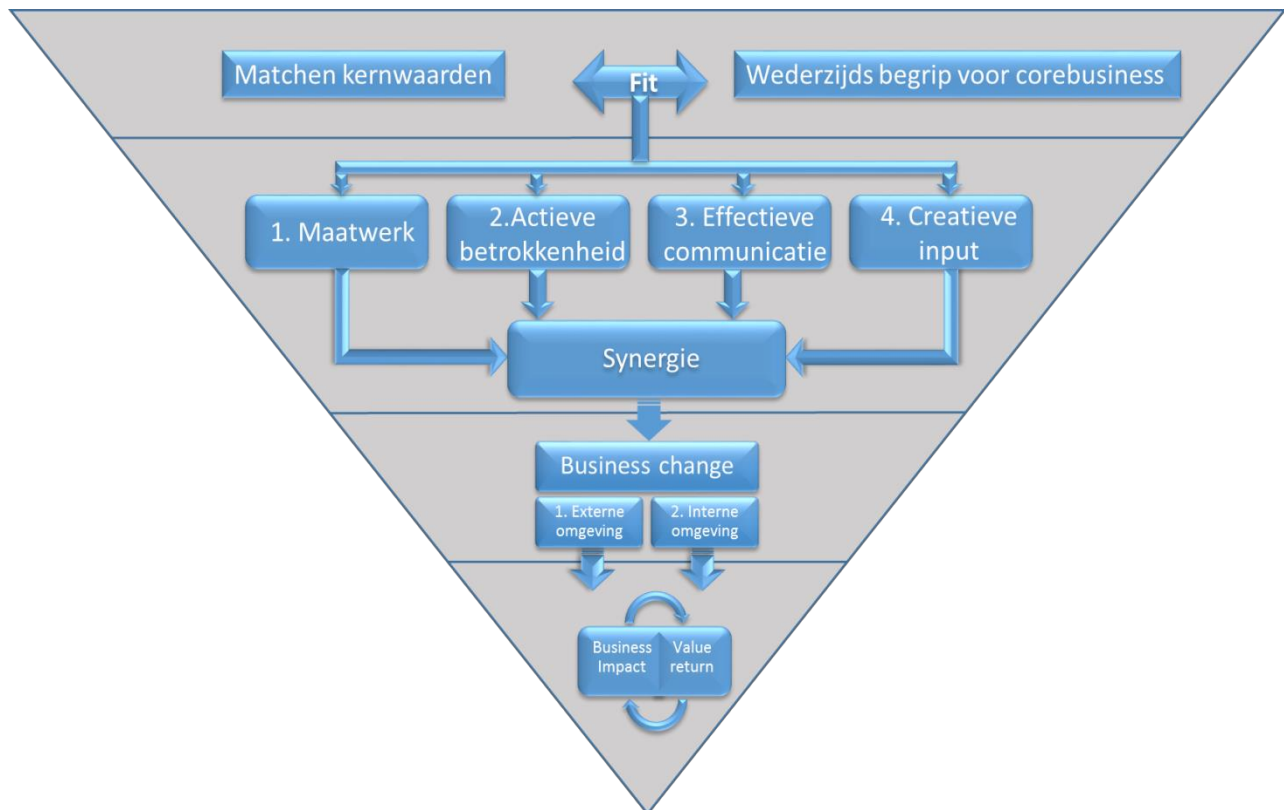 Matchen kernwaarden
Fit
Wederzijds begrip voor corebusiness
1. Maatwerk
2.Actieve
betrokkenheid
3. Effectieve
communicatie
4. Creatieve
input
Synergie
Business change
1. Externe
omgeving
2. Interne
omgeving
Business
Impact
Value
return